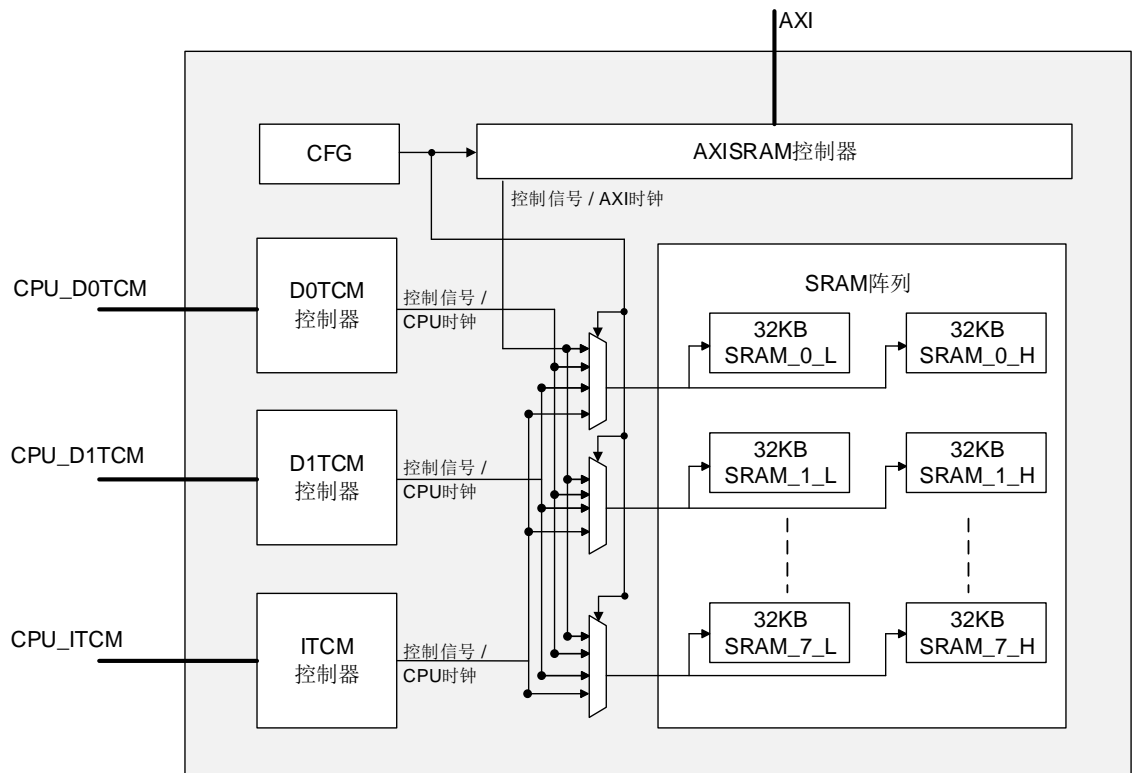 AXI
CFG
AXISRAM控制器
控制信号 / AXI时钟
CPU_D0TCM
D0TCM
控制器
控制信号 /
CPU时钟
SRAM阵列
32KB
SRAM_0_L
32KB
SRAM_0_H
CPU_D1TCM
D1TCM
控制器
控制信号 /
CPU时钟
32KB
SRAM_1_L
32KB
SRAM_1_H
CPU_ITCM
ITCM
控制器
控制信号 /
CPU时钟
32KB
SRAM_7_L
32KB
SRAM_7_H